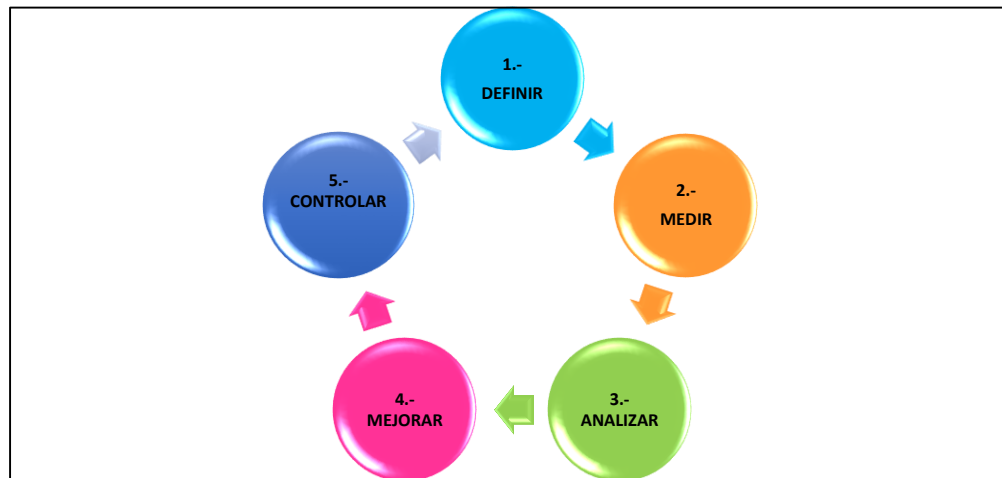 1.-
DEFINIR
2.-
MEDIR
3.-
ANALIZAR
4.-
MEJORAR
5.-
CONTROLAR